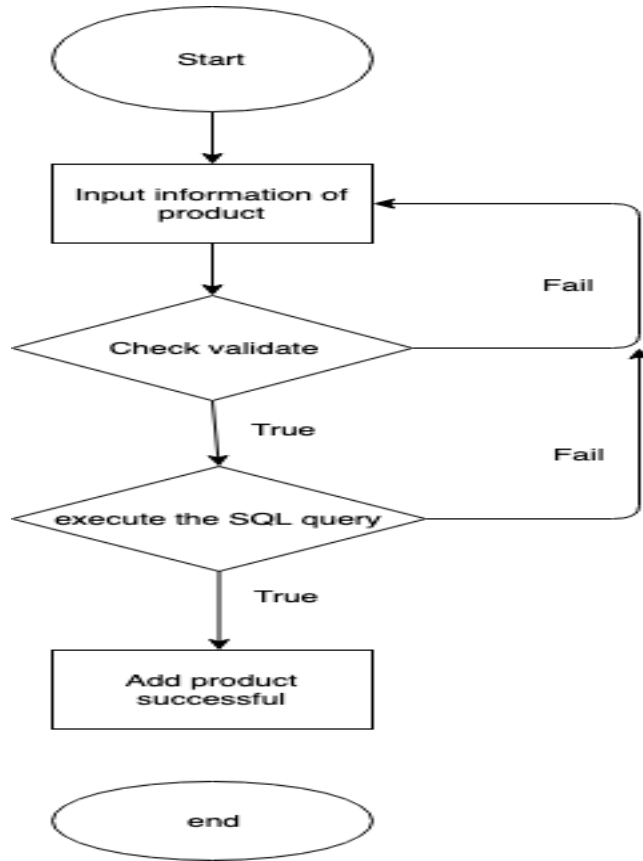 Start
Input information of
product
Fail
Check validate
True
Fail
execute the SQL query
True
Add product
successful
end